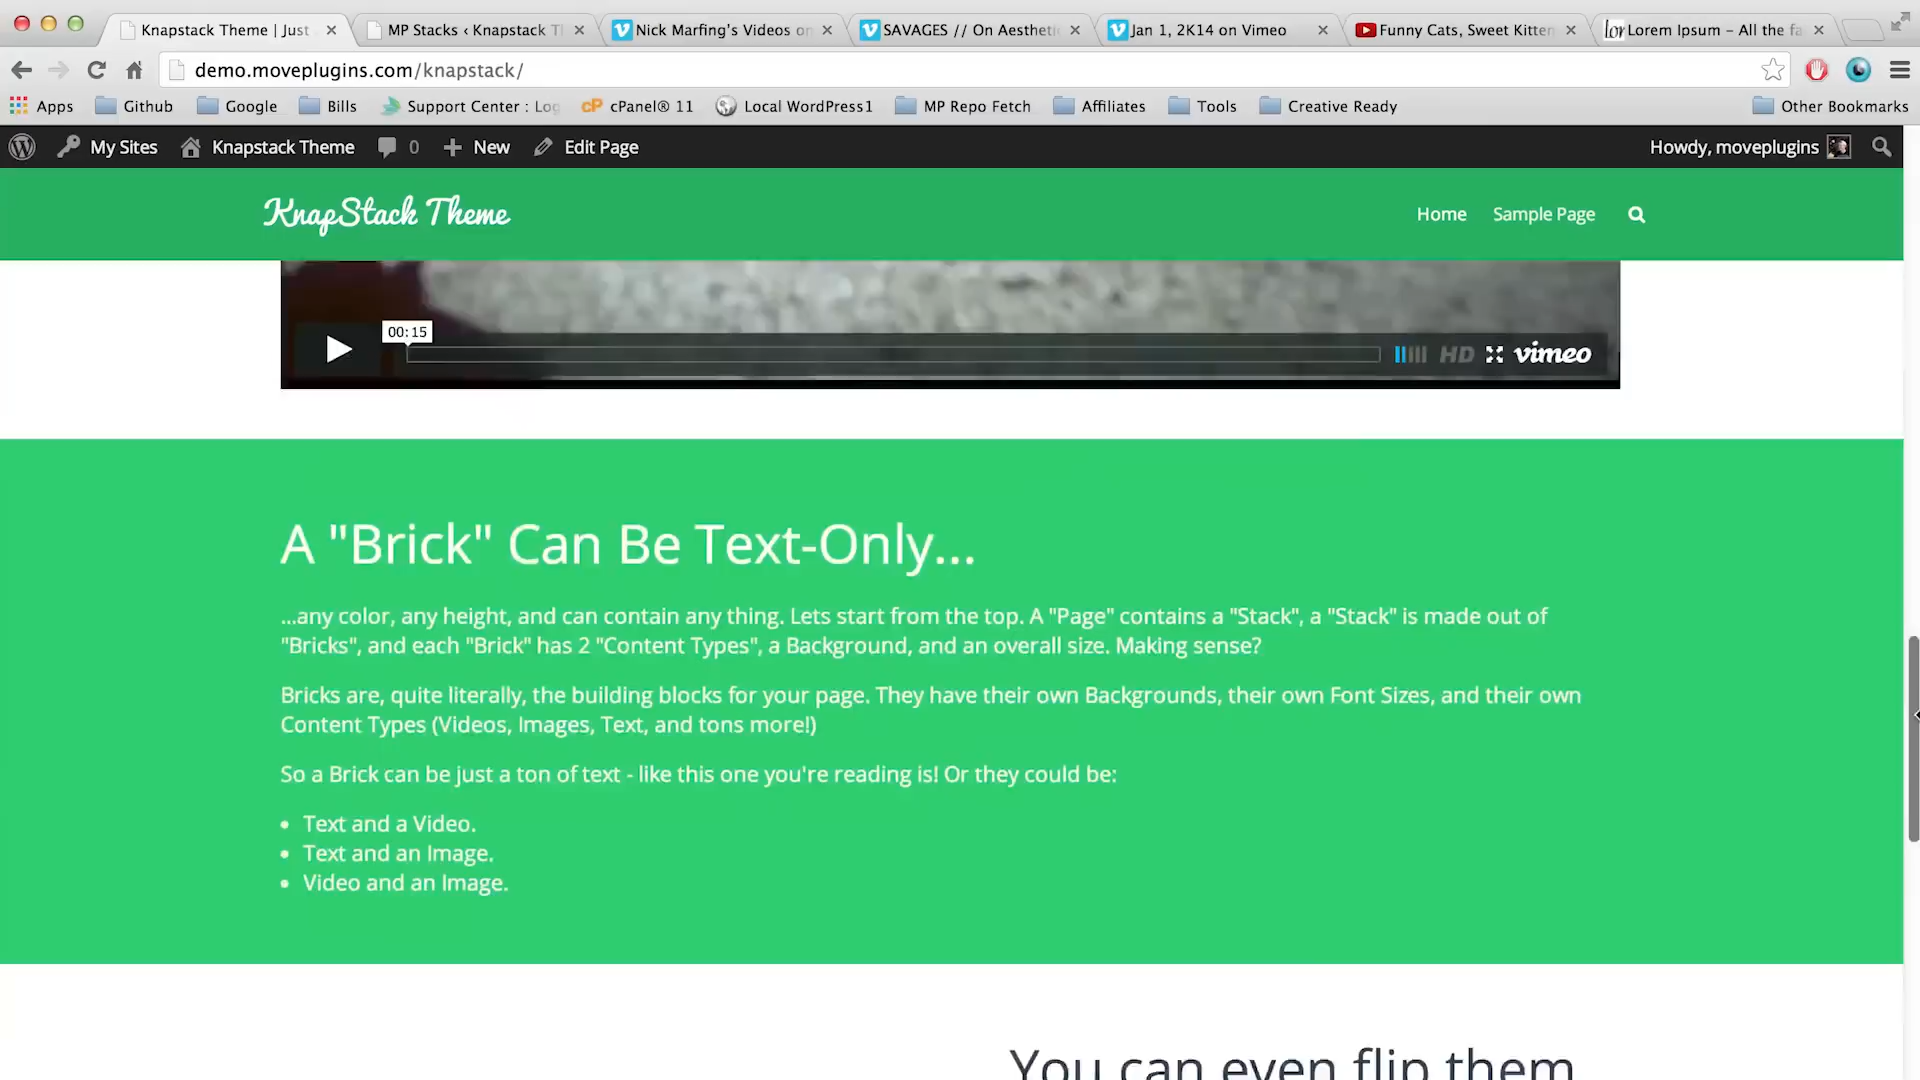 Knapstack Theme | Just
MP Stacks ‹ Knapstack T
Nick Marfing's Videos on
SAVAGES // On Aestheti
Jan 1, 2K14 on Vimeo
Funny Cats, Sweet Kitten
lor Lorem Ipsum – All the fa
demo.moveplugins.com/knapstack/
Apps Github Google Bills Support Center : Log cP cPanel® 11 Local WordPress1 MP Repo Fetch Affiliates Tools Creative Ready Other Bookmarks
My Sites Knapstack Theme 0 New Edit Page Howdy, moveplugins
KnapStack Theme Home Sample Page
00:15
HD vimeo
A "Brick" Can Be Text-Only...
...any color, any height, and can contain any thing. Lets start from the top. A "Page" contains a "Stack", a "Stack" is made out of
"Bricks", and each "Brick" has 2 "Content Types", a Background, and an overall size. Making sense?
Bricks are, quite literally, the building blocks for your page. They have their own Backgrounds, their own Font Sizes, and their own
Content Types (Videos, Images, Text, and tons more!)
So a Brick can be just a ton of text - like this one you're reading is! Or they could be:
• Text and a Video.
• Text and an Image.
• Video and an Image.
You can even flip them